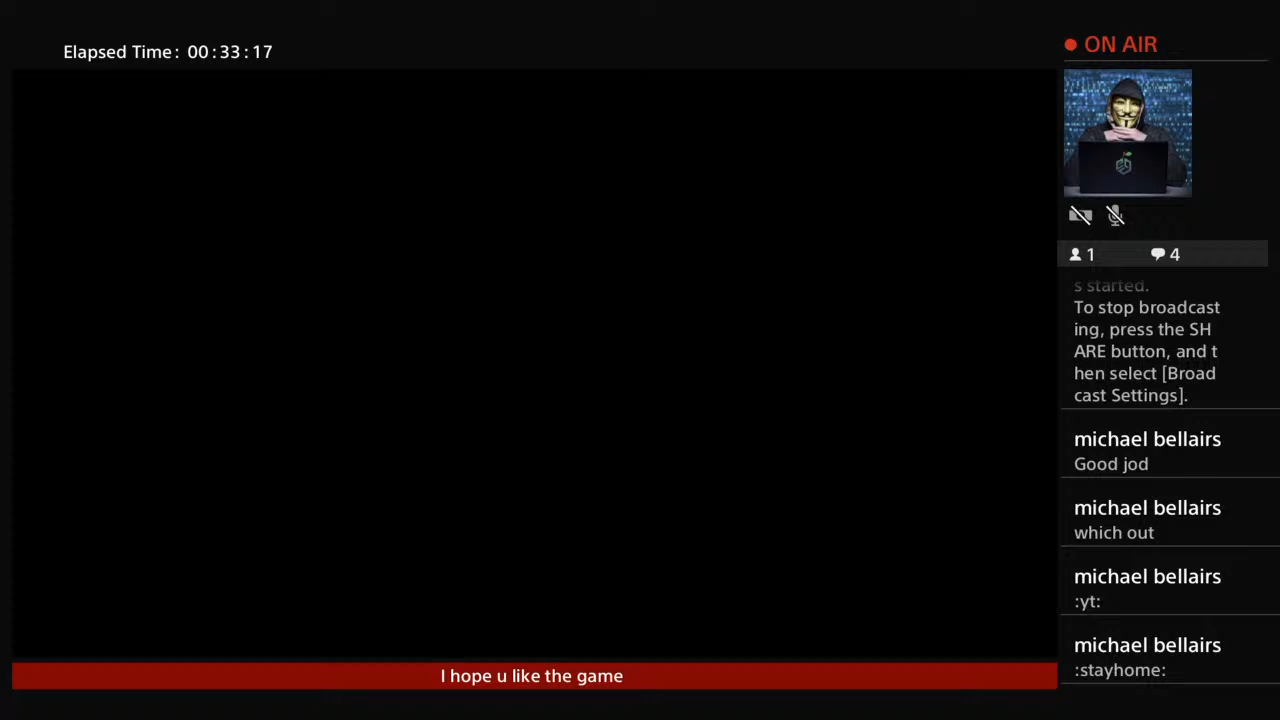 Elapsed Time: 00:33:17
ON AIR
1
4
s started.
To stop broadcast
ing, press the SH
ARE button, and t
hen select [Broad
cast Settings].
michael bellairs
Good jod
michael bellairs
which out
michael bellairs
:yt:
michael bellairs
:stayhome:
I hope u like the game